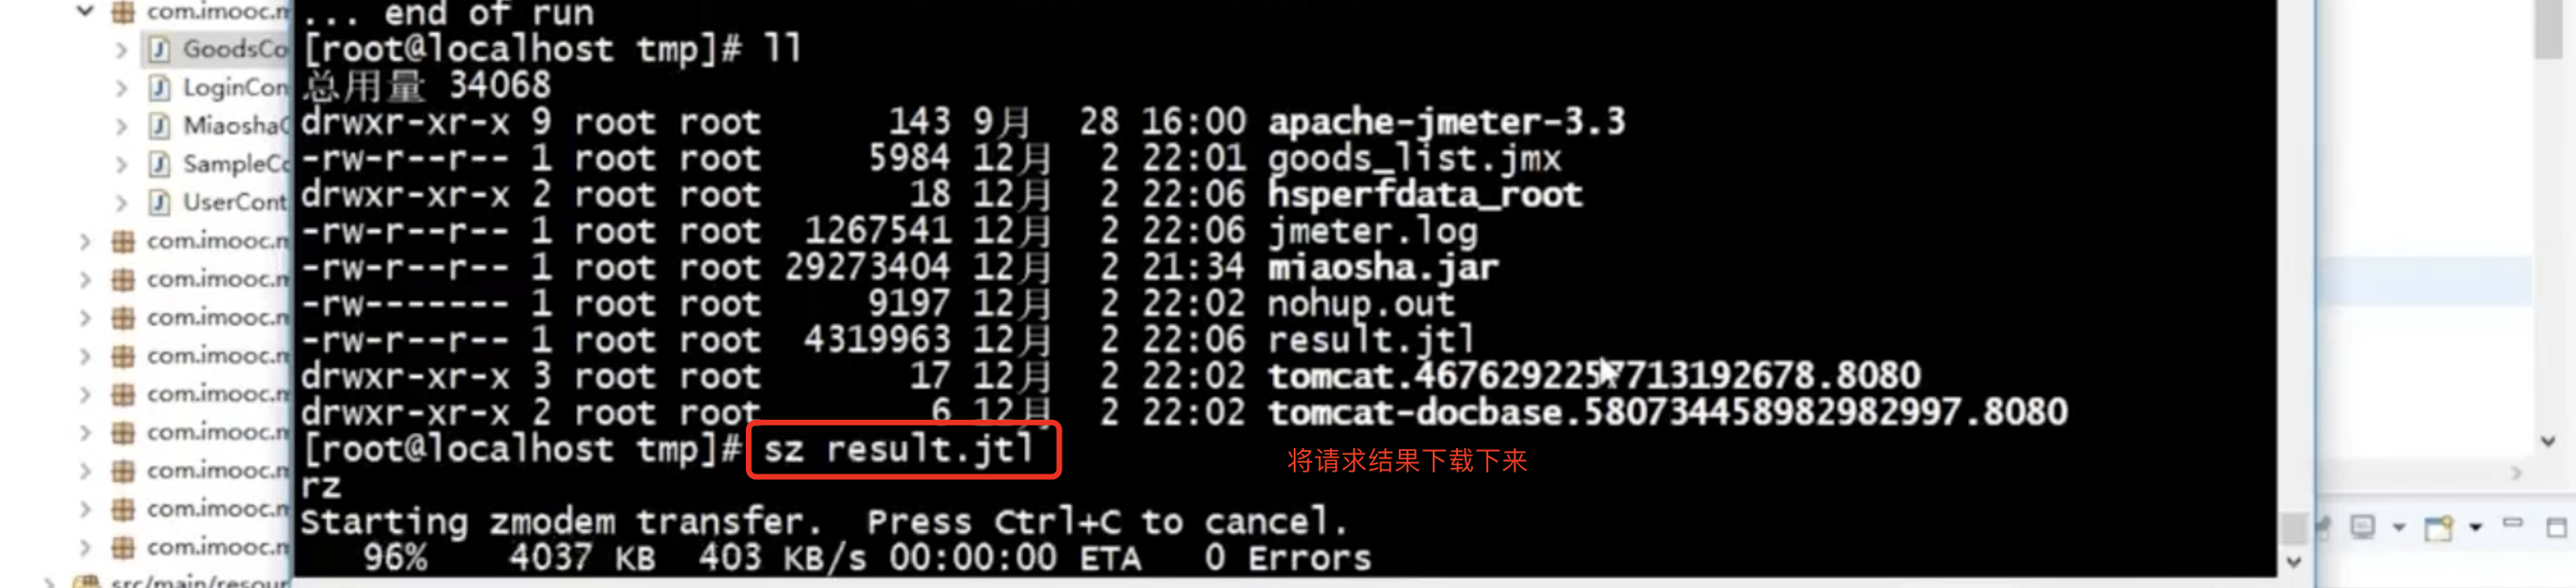 com.imooc.m
GoodsCo
LoginCon
MiaoshaC
SampleCo
UserCont
com.imooc.m
com.imooc.m
com.imooc.m
com.imooc.m
com.imooc.m
com.imooc.m
com.imooc.m
com.imooc.m
com.imooc.m
src/main/resour
... end of run
[root@localhost tmp]# ll
总用量 34068
drwxr-xr-x 9 root root 143 9月 28 16:00 apache-jmeter-3.3
-rw-r--r-- 1 root root 5984 12月 2 22:01 goods_list.jmx
drwxr-xr-x 2 root root 18 12月 2 22:06 hsperfdata_root
-rw-r--r-- 1 root root 1267541 12月 2 22:06 jmeter.log
-rw-r--r-- 1 root root 29273404 12月 2 21:34 miaosha.jar
-rw------- 1 root root 9197 12月 2 22:02 nohup.out
-rw-r--r-- 1 root root 4319963 12月 2 22:06 result.jtl
drwxr-xr-x 3 root root 17 12月 2 22:02 tomcat.4676292257713192678.8080
drwxr-xr-x 2 root root 6 12月 2 22:02 tomcat-docbase.580734458982982997.8080
[root@localhost tmp]# sz result.jtl
将请求结果下载下来
rz
Starting zmodem transfer. Press Ctrl+C to cancel.
96% 4037 KB 403 KB/s 00:00:00 ETA 0 Errors